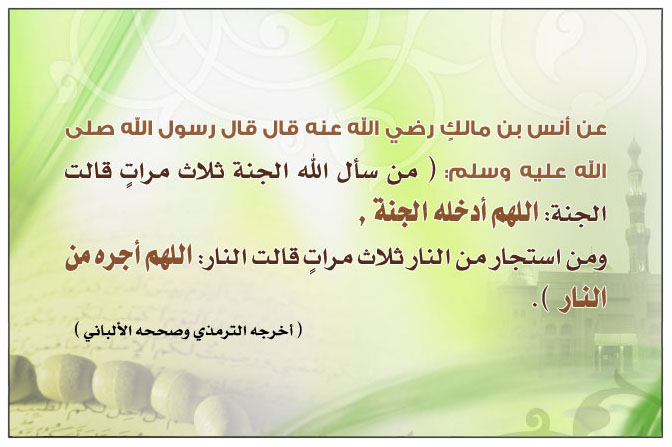 عن أنس بن مالكٍ رضي الله عنه قال قال رسول الله صلى
الله عليه وسلم: ( من سأل الله الجنة ثلاث مراتٍ قالت
الجنة: اللهم أدخله الجنة ,
ومن استجار من النار ثلاث مراتٍ قالت النار: اللهم أجره من
النار ).
( أخرجه الترمذي وصححه الألباني )